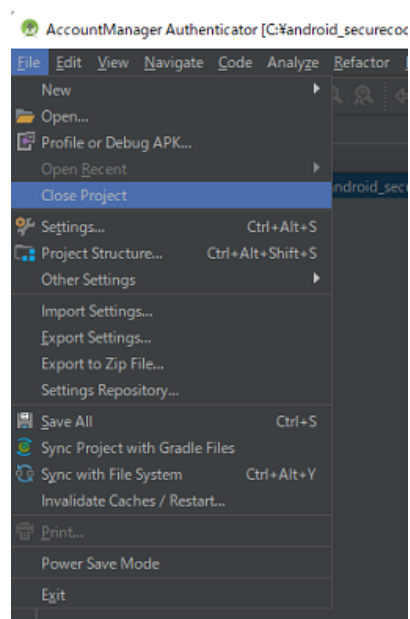 AccountManager Authenticator [C:¥android_secureco
File Edit View Navigate Code Analyze Refactor
New
Open...
Profile or Debug APK...
Open Recent
Close Project
ndroid_sec
Settings... Ctrl+Alt+S
Project Structure... Ctrl+Alt+Shift+S
Other Settings
Import Settings...
Export Settings...
Export to Zip File...
Settings Repository...
Save All Ctrl+S
Sync Project with Gradle Files
Sync with File System Ctrl+Alt+Y
Invalidate Caches / Restart...
Print...
Power Save Mode
Exit